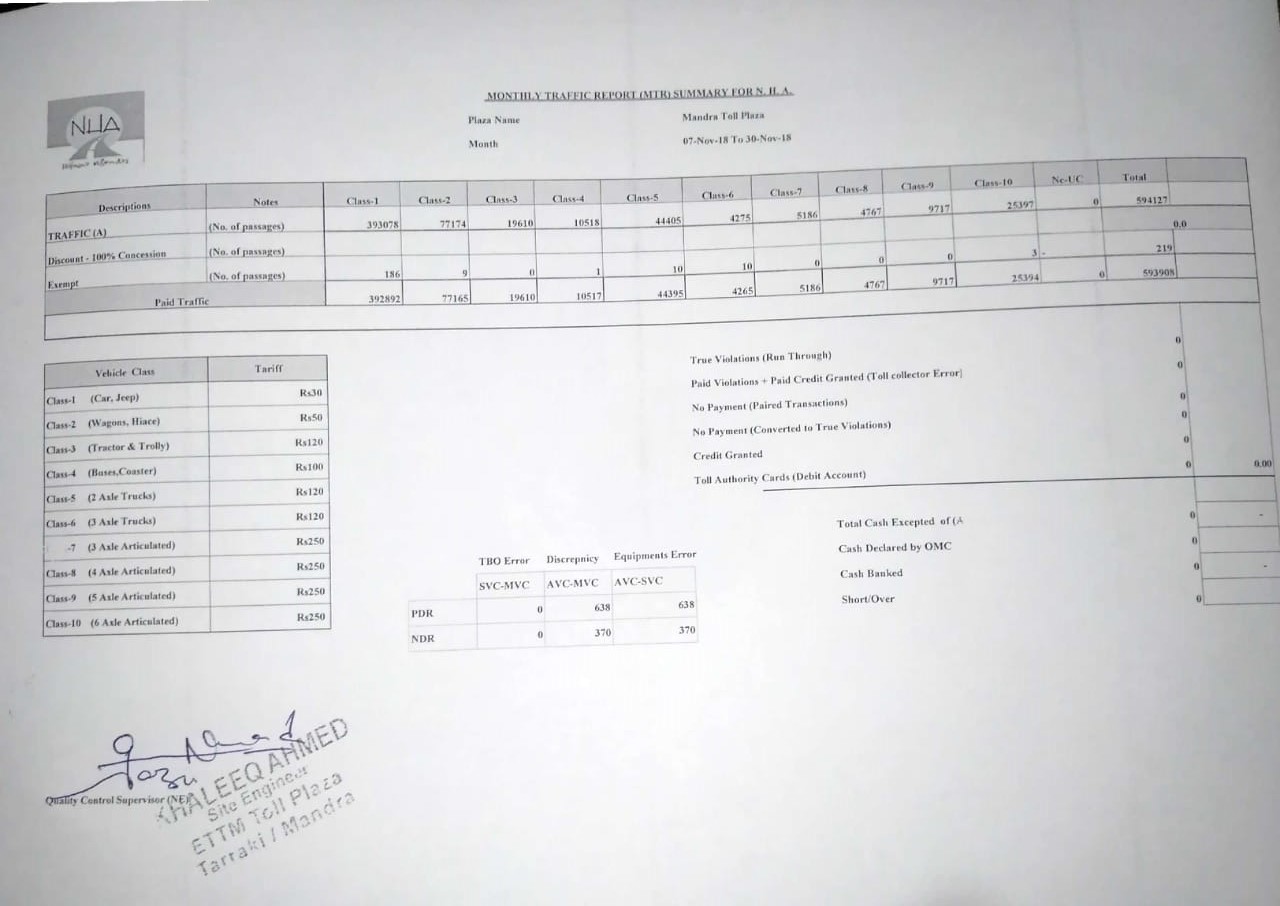 MONTHLY TRAFFIC REPORT (MTR) SUMMARY FOR N. H. A.
NHA
Plaza Name Mandra Toll Plaza
Month 07-Nov-18 To 30-Nov-18
Descriptions Notes Class-1 Class-2 Class-3 Class-4 Class-5 Class-6 Class-7 Class-8 Class-9 Class-10 Nc-UC Total
TRAFFIC (A) (No. of passages) 393078 77174 19610 10518 44405 4275 5186 4767 9717 25397 0 594127
Discount - 100% Concession (No. of passages) 0.0
Exempt (No. of passages) 186 9 0 1 10 10 0 0 0 3 - 219
Paid Traffic 392892 77165 19610 10517 44395 4265 5186 4767 9717 25394 0 593908
Vehicle Class Tariff
Class-1 (Car, Jeep) Rs30
Class-2 (Wagons, Hiace) Rs50
Class-3 (Tractor & Trolly) Rs120
Class-4 (Buses,Coaster) Rs100
Class-5 (2 Axle Trucks) Rs120
Class-6 (3 Axle Trucks) Rs120
-7 (3 Axle Articulated) Rs250
Class-8 (4 Axle Articulated) Rs250
Class-9 (5 Axle Articulated) Rs250
Class-10 (6 Axle Articulated) Rs250
True Violations (Run Through) 0
Paid Violations + Paid Credit Granted (Toll collector Error) 0
No Payment (Paired Transactions) 0
No Payment (Converted to True Violations) 0
Credit Granted 0
Toll Authority Cards (Debit Account) 0 0.00
Total Cash Excepted of (A 0 -
Cash Declared by OMC 0
Cash Banked 0 -
Short/Over 0
TBO Error Discrepnicy Equipments Error
SVC-MVC AVC-MVC AVC-SVC
PDR 0 638 638
NDR 0 370 370
Quality Control Supervisor (NEI)
KHALEEQ AHMED
Site Engineer
ETTM Toll Plaza
Tarraki / Mandra